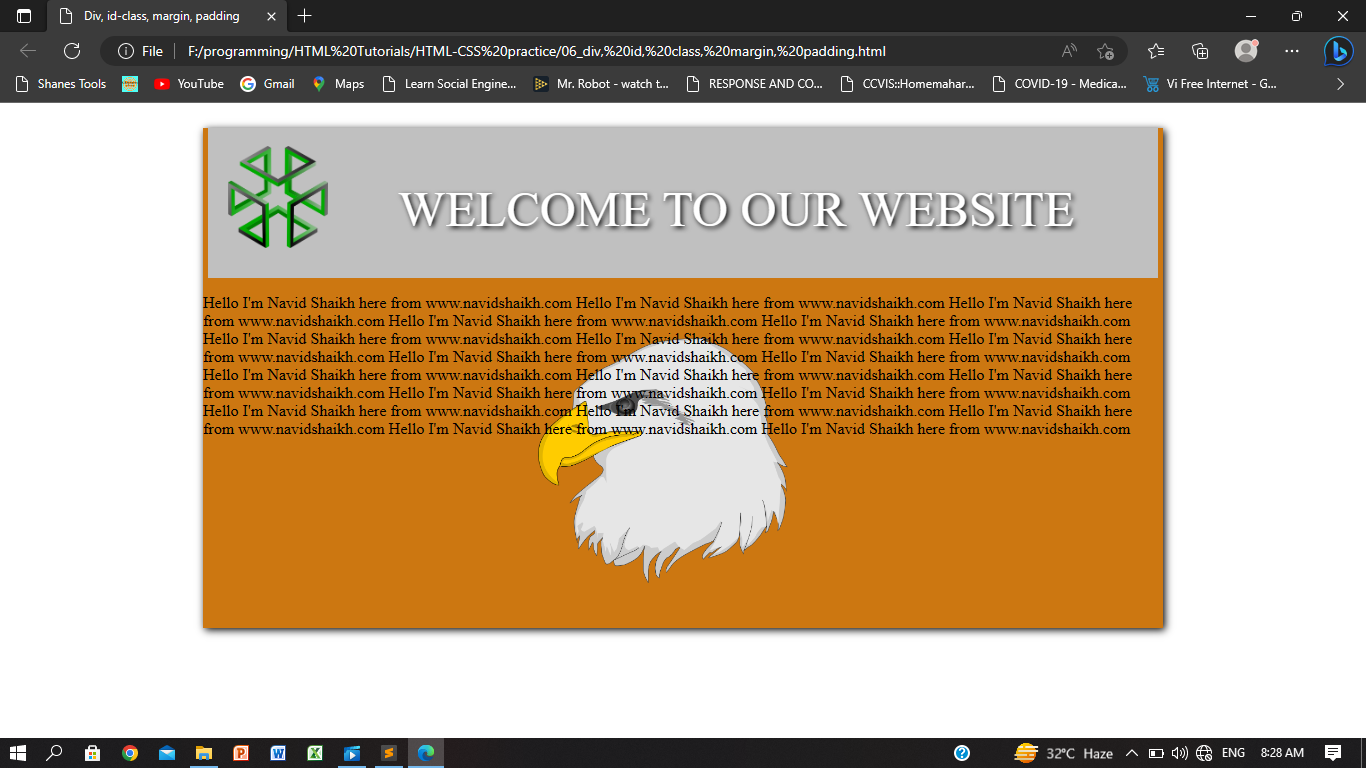 Div, id-class, margin, padding
File F:/programming/HTML%20Tutorials/HTML-CSS%20practice/06_div,%20id,%20class,%20margin,%20padding.html
Shanes Tools YouTube Gmail Maps Learn Social Engine... Mr. Robot - watch t... RESPONSE AND CO... CCVIS::Homemahar... COVID-19 - Medica... Vi Free Internet - G...
WELCOME TO OUR WEBSITE
Hello I'm Navid Shaikh here from www.navidshaikh.com Hello I'm Navid Shaikh here from www.navidshaikh.com Hello I'm Navid Shaikh here
from www.navidshaikh.com Hello I'm Navid Shaikh here from www.navidshaikh.com Hello I'm Navid Shaikh here from www.navidshaikh.com
Hello I'm Navid Shaikh here from www.navidshaikh.com Hello I'm Navid Shaikh here from www.navidshaikh.com Hello I'm Navid Shaikh here
from www.navidshaikh.com Hello I'm Navid Shaikh here from www.navidshaikh.com Hello I'm Navid Shaikh here from www.navidshaikh.com
Hello I'm Navid Shaikh here from www.navidshaikh.com Hello I'm Navid Shaikh here from www.navidshaikh.com Hello I'm Navid Shaikh here
from www.navidshaikh.com Hello I'm Navid Shaikh here from www.navidshaikh.com Hello I'm Navid Shaikh here from www.navidshaikh.com
Hello I'm Navid Shaikh here from www.navidshaikh.com Hello I'm Navid Shaikh here from www.navidshaikh.com Hello I'm Navid Shaikh here
from www.navidshaikh.com Hello I'm Navid Shaikh here from www.navidshaikh.com Hello I'm Navid Shaikh here from www.navidshaikh.com
32°C Haze ENG 8:28 AM